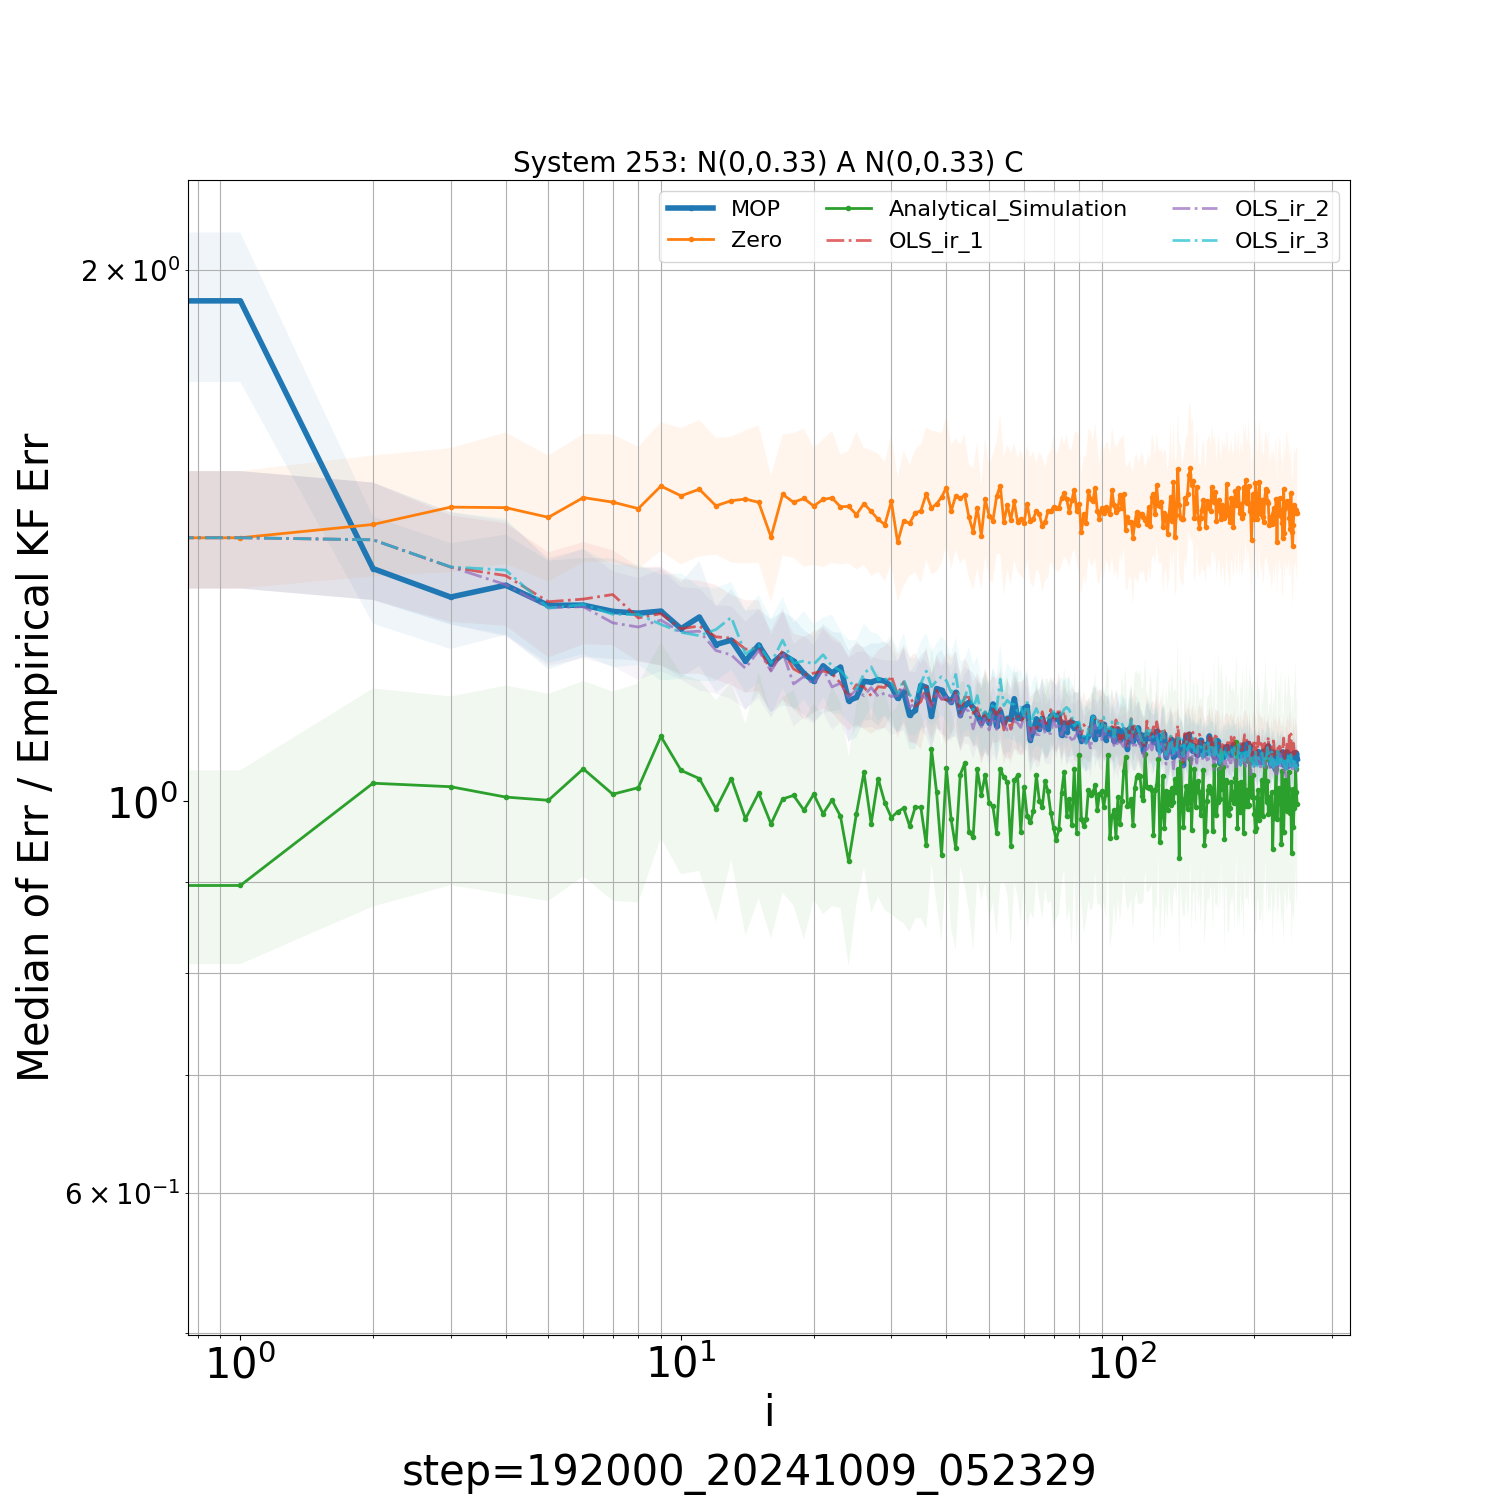 System 253: N(0,0.33) A N(0,0.33) C
MOP
Zero
Analytical_Simulation
OLS_ir_1
OLS_ir_2
OLS_ir_3
Median of Err / Empirical KF Err
2 × 10⁰
10⁰
6 × 10⁻¹
10⁰
10¹
10²
i
step=192000_20241009_052329